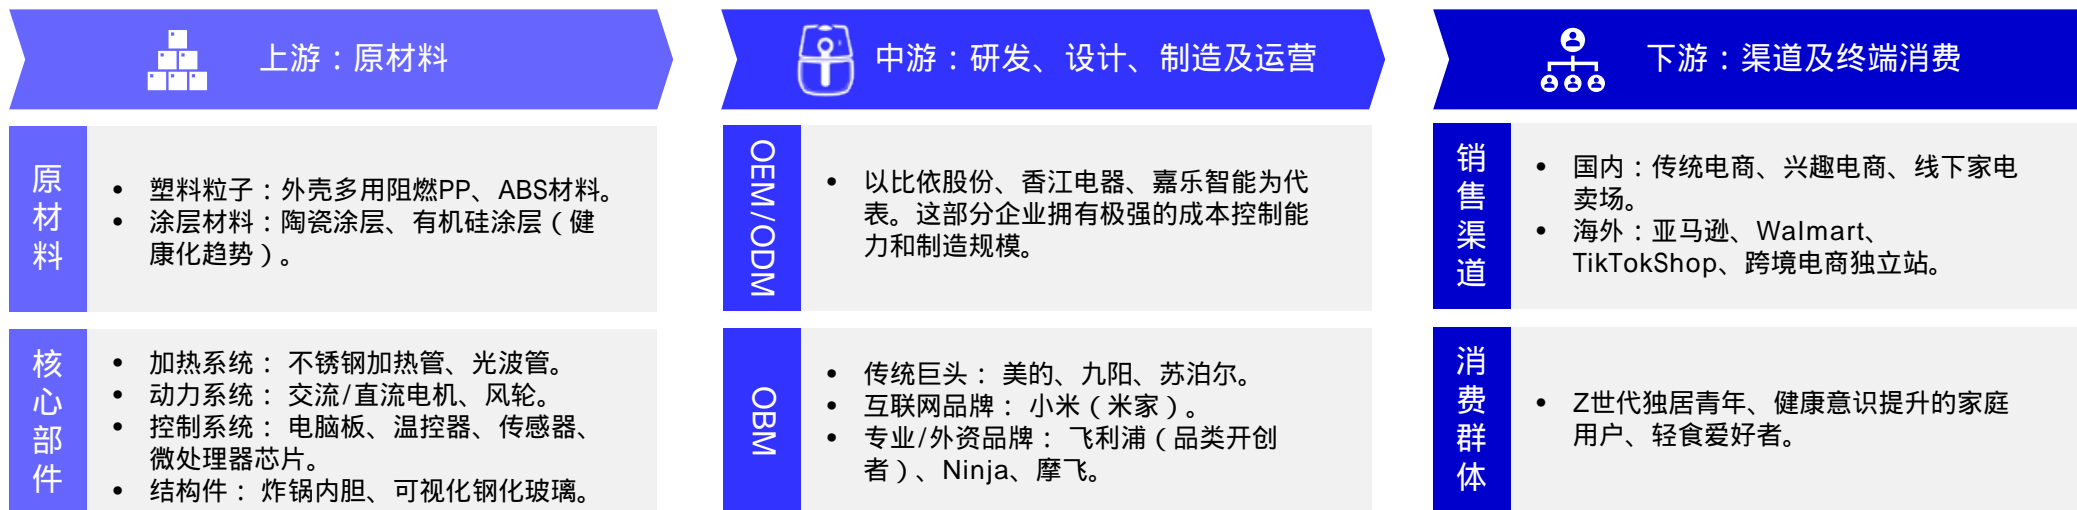 上游：原材料
原材料
• 塑料粒子：外壳多用阻燃PP、ABS材料。
• 涂层材料：陶瓷涂层、有机硅涂层（健
康化趋势）。
核心部件
• 加热系统： 不锈钢加热管、光波管。
• 动力系统： 交流/直流电机、风轮。
• 控制系统： 电脑板、温控器、传感器、
微处理器芯片。
• 结构件： 炸锅内胆、可视化钢化玻璃。
中游：研发、设计、制造及运营
OEM/ODM
• 以比依股份、香江电器、嘉乐智能为代
表。这部分企业拥有极强的成本控制能
力和制造规模。
OBM
• 传统巨头： 美的、九阳、苏泊尔。
• 互联网品牌： 小米（米家）。
• 专业/外资品牌： 飞利浦（品类开创
者）、Ninja、摩飞。
下游：渠道及终端消费
销售渠道
• 国内：传统电商、兴趣电商、线下家电
卖场。
• 海外：亚马逊、Walmart、
TikTokShop、跨境电商独立站。
消费群体
• Z世代独居青年、健康意识提升的家庭
用户、轻食爱好者。